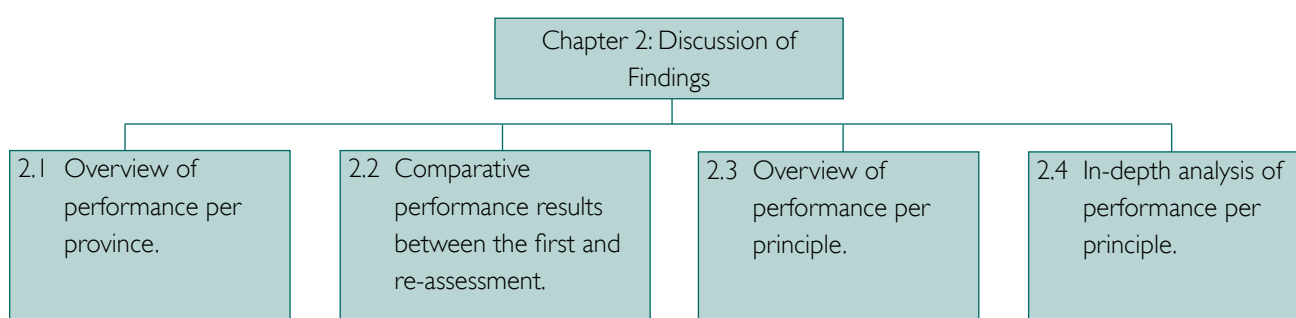 Chapter 2: Discussion of
Findings
2.1 Overview of
performance per
province.
2.2 Comparative
performance results
between the first and
re-assessment.
2.3 Overview of
performance per
principle.
2.4 In-depth analysis of
performance per
principle.